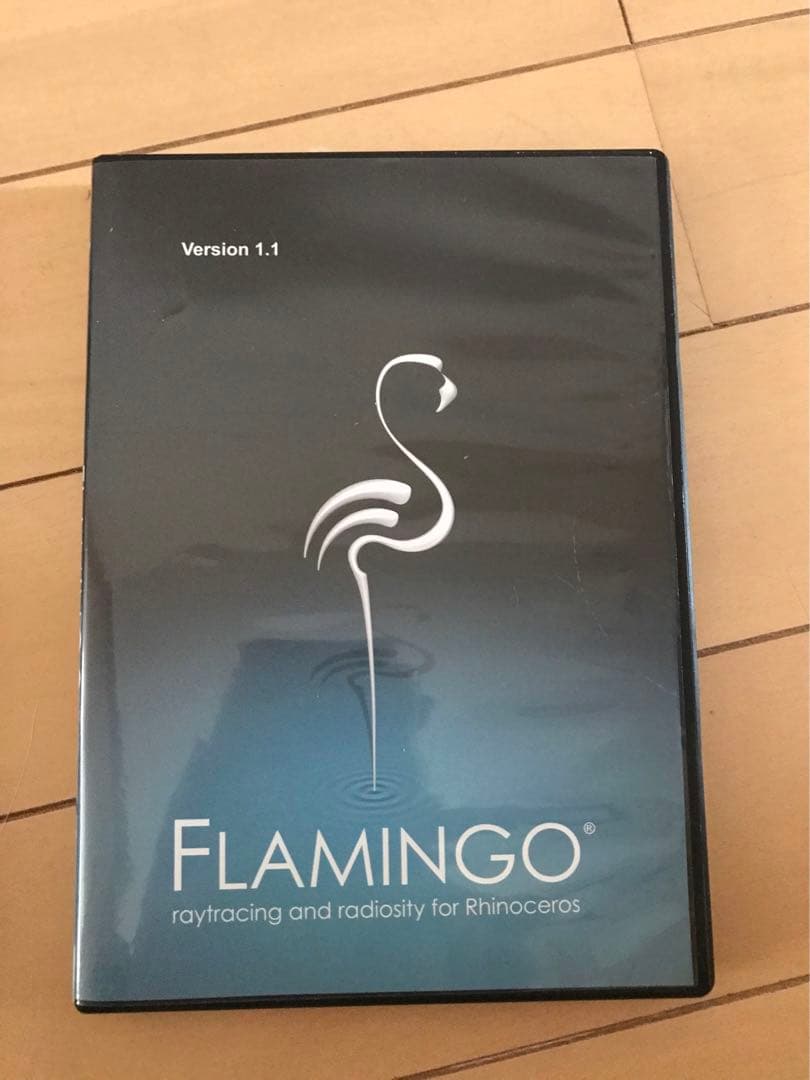 Version 1.1
FLAMINGO®
raytracing and radiosity for Rhinoceros